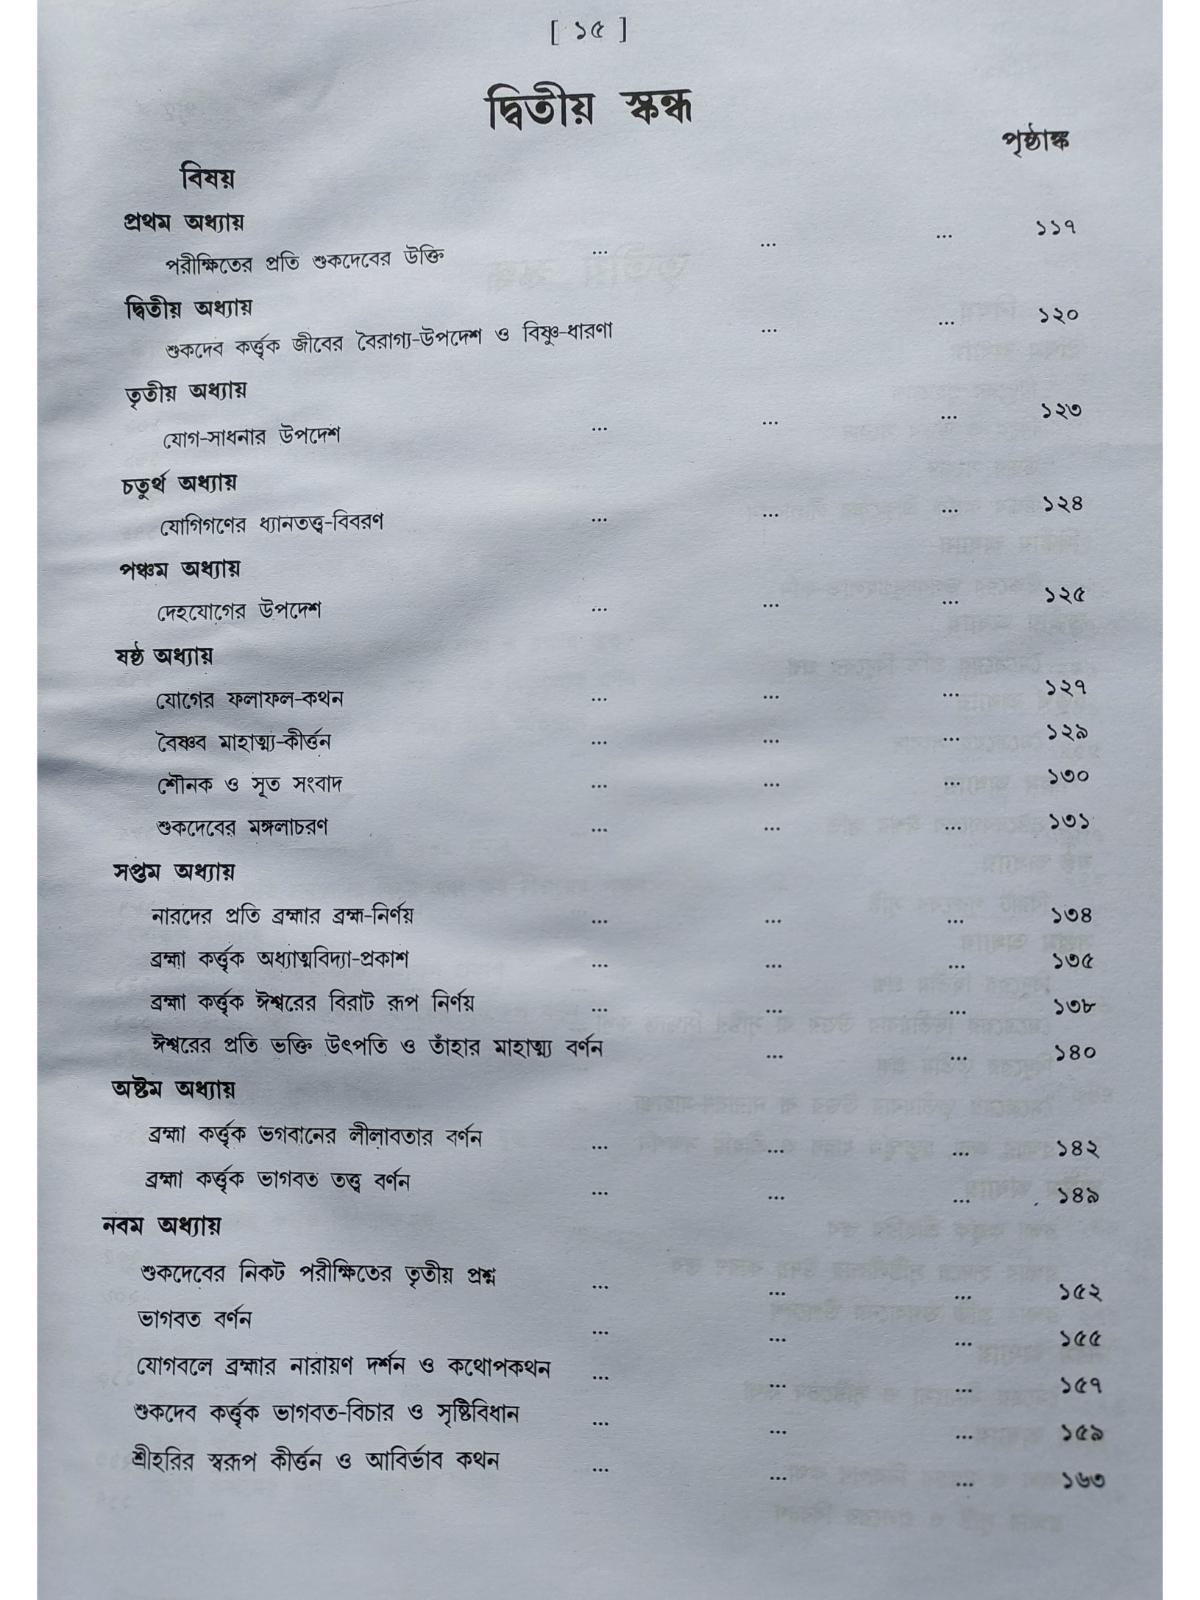 [ ১৫ ]
দ্বিতীয় স্কন্ধ
পৃষ্ঠাঙ্ক
বিষয়
প্রথম অধ্যায়
পরীক্ষিতের প্রতি শুকদেবের উক্তি ... ... ... ১১৭
দ্বিতীয় অধ্যায়
শুকদেব কর্ত্তৃক জীবের বৈরাগ্য-উপদেশ ও বিষ্ণু-ধারণা ... ... ১২০
তৃতীয় অধ্যায়
যোগ-সাধনার উপদেশ ... ... ... ১২৩
চতুর্থ অধ্যায়
যোগিগণের ধ্যানতত্ত্ব-বিবরণ ... ... ... ১২৪
পঞ্চম অধ্যায়
দেহযোগের উপদেশ ... ... ... ১২৫
ষষ্ঠ অধ্যায়
যোগের ফলাফল-কথন ... ... ... ১২৭
বৈষ্ণব মাহাত্ম্য-কীর্ত্তন ... ... ... ১২৯
শৌনক ও সূত সংবাদ ... ... ... ১৩০
শুকদেবের মঙ্গলাচরণ ... ... ... ১৩১
সপ্তম অধ্যায়
নারদের প্রতি ব্রহ্মার ব্রহ্ম-নির্ণয় ... ... ... ১৩৪
ব্রহ্মা কর্ত্তৃক অধ্যাত্মবিদ্যা-প্রকাশ ... ... ... ১৩৫
ব্রহ্মা কর্ত্তৃক ঈশ্বরের বিরাট রূপ নির্ণয় ... ... ... ১৩৮
ঈশ্বরের প্রতি ভক্তি উৎপতি ও তাঁহার মাহাত্ম্য বর্ণন ... ... ১৪০
অষ্টম অধ্যায়
ব্রহ্মা কর্ত্তৃক ভগবানের লীলাবতার বর্ণন ... ... ... ১৪২
ব্রহ্মা কর্ত্তৃক ভাগবত তত্ত্ব বর্ণন ... ... ... ১৪৯
নবম অধ্যায়
শুকদেবের নিকট পরীক্ষিতের তৃতীয় প্রশ্ন ... ... ... ১৫২
ভাগবত বর্ণন ... ... ... ১৫৫
যোগবলে ব্রহ্মার নারায়ণ দর্শন ও কথোপকথন ... ... ... ১৫৭
শুকদেব কর্ত্তৃক ভাগবত-বিচার ও সৃষ্টিবিধান ... ... ... ১৫৯
শ্রীহরির স্বরূপ কীর্ত্তন ও আবির্ভাব কথন ... ... ... ১৬৩